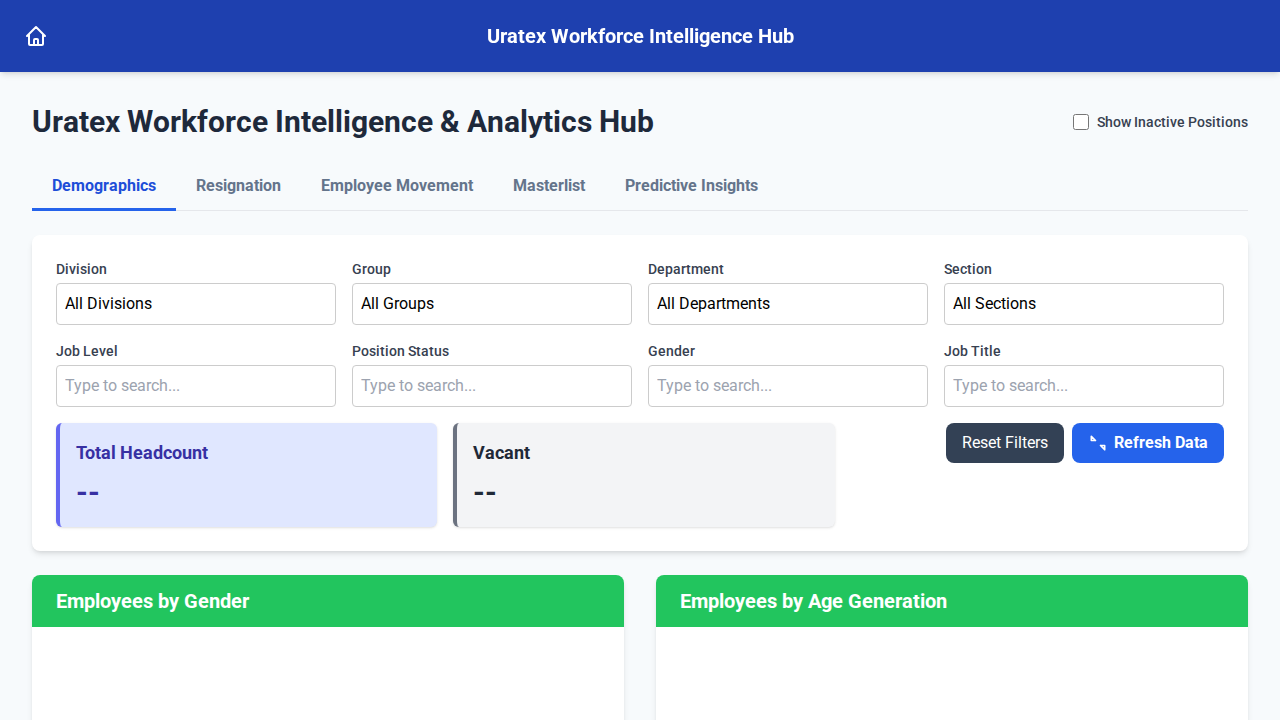 Uratex Workforce Intelligence Hub
Uratex Workforce Intelligence & Analytics Hub
Show Inactive Positions
Demographics Resignation Employee Movement Masterlist Predictive Insights
Division Group Department Section
All Divisions All Groups All Departments All Sections
Job Level Position Status Gender Job Title
Type to search... Type to search... Type to search... Type to search...
Total Headcount Vacant Reset Filters Refresh Data
-- --
Employees by Gender Employees by Age Generation